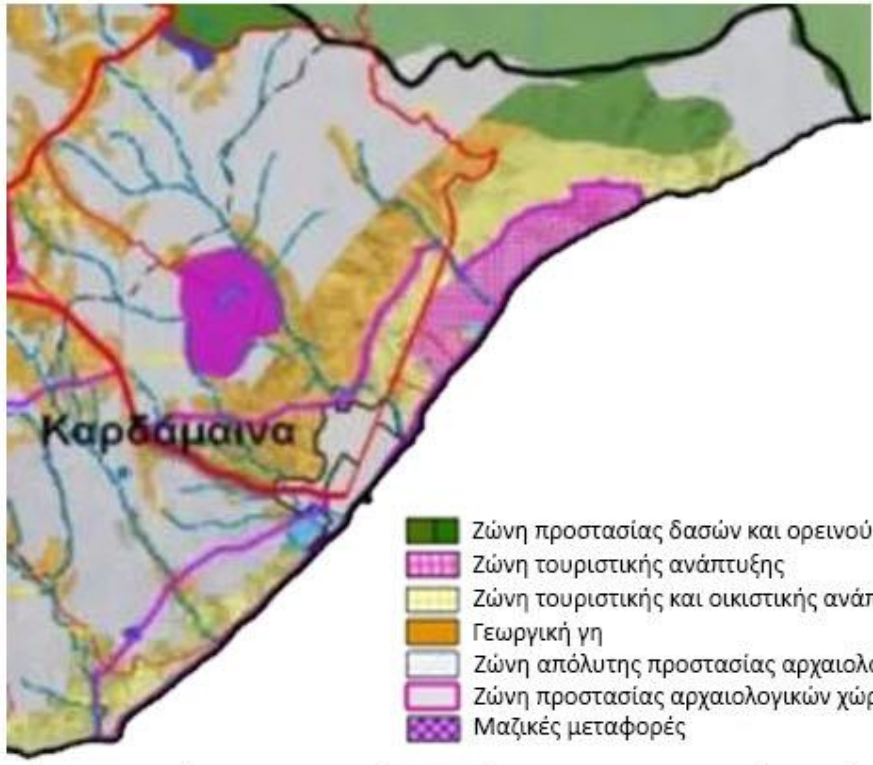 Καρδάμαινα
Ζώνη προστασίας δασών και ορεινού
Ζώνη τουριστικής ανάπτυξης
Ζώνη τουριστικής και οικιστικής ανάπ
Γεωργική γη
Ζώνη απόλυτης προστασίας αρχαιολο
Ζώνη προστασίας αρχαιολογικών χώρ
Μαζικές μεταφορές